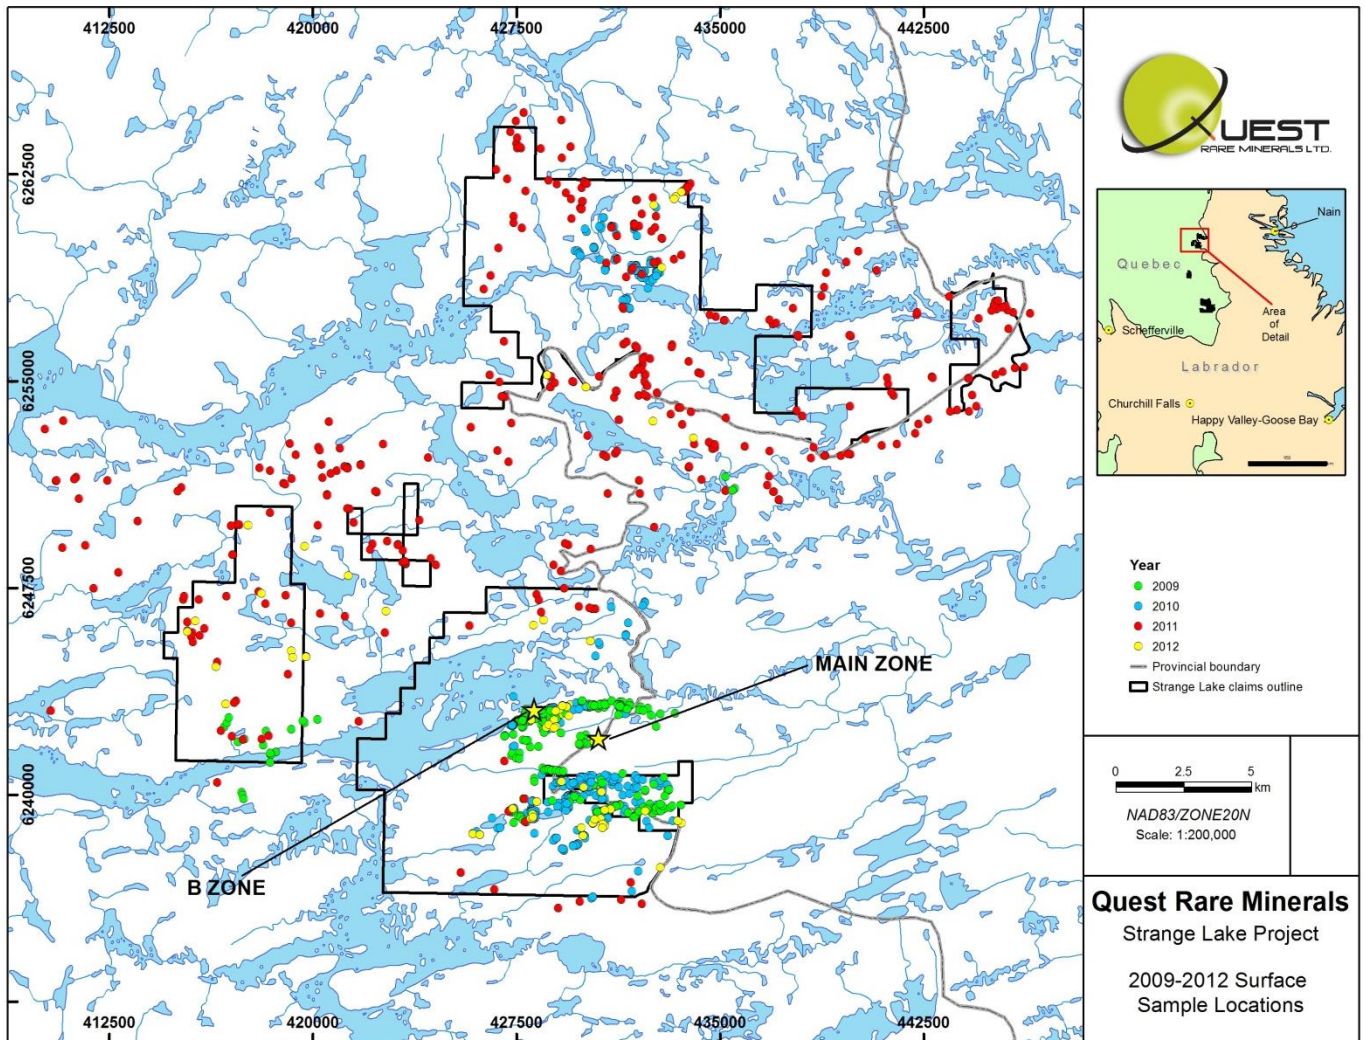 412500
420000
427500
435000
442500
6262500
6255000
6247500
6240000
MAIN ZONE
B ZONE
412500
420000
427500
435000
442500
QUEST
RARE MINERALS LTD.
Nain
Quebec
Area
of
Detail
Schefferville
Labrador
Churchill Falls
Happy Valley-Goose Bay
Year
2009
2010
2011
2012
Provincial boundary
Strange Lake claims outline
0 2.5 5
km
NAD83/ZONE20N
Scale: 1:200,000
Quest Rare Minerals
Strange Lake Project
2009-2012 Surface
Sample Locations